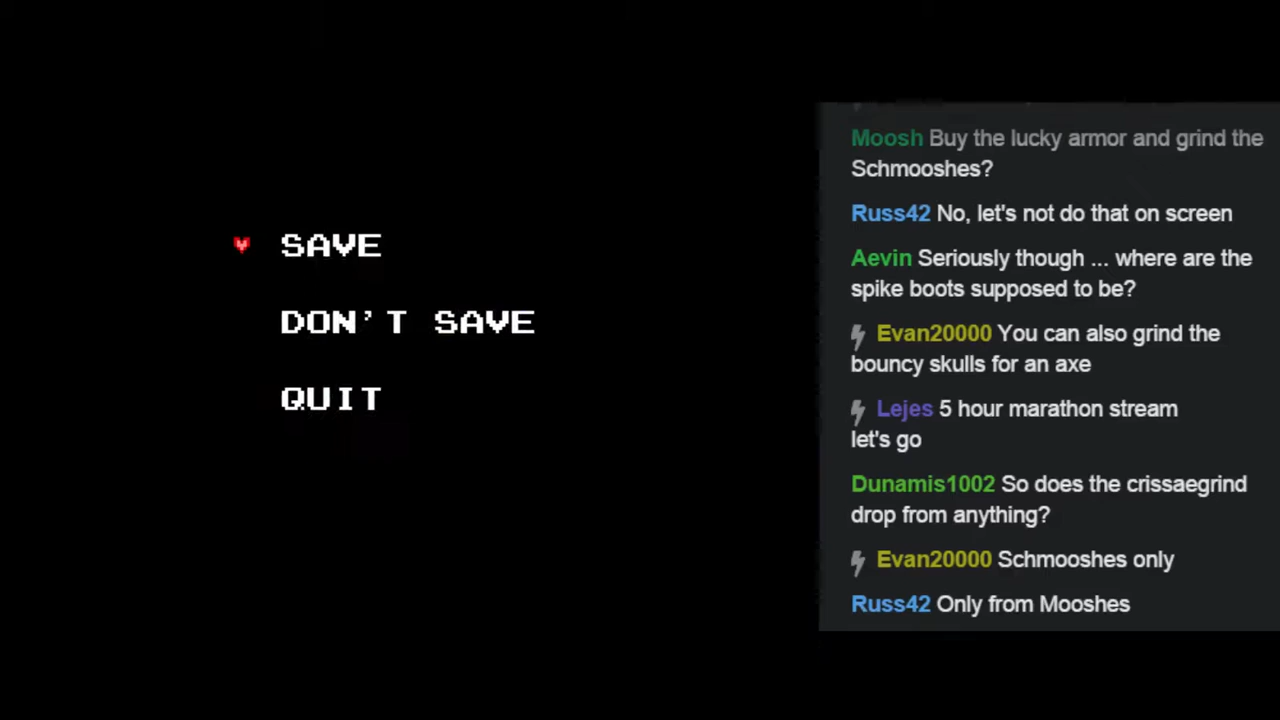 SAVE
DON'T SAVE
QUIT
Moosh Buy the lucky armor and grind the
Schmooshes?
Russ42 No, let's not do that on screen
Aevin Seriously though ... where are the
spike boots supposed to be?
Evan20000 You can also grind the
bouncy skulls for an axe
Lejes 5 hour marathon stream
let's go
Dunamis1002 So does the crissaegrind
drop from anything?
Evan20000 Schmooshes only
Russ42 Only from Mooshes